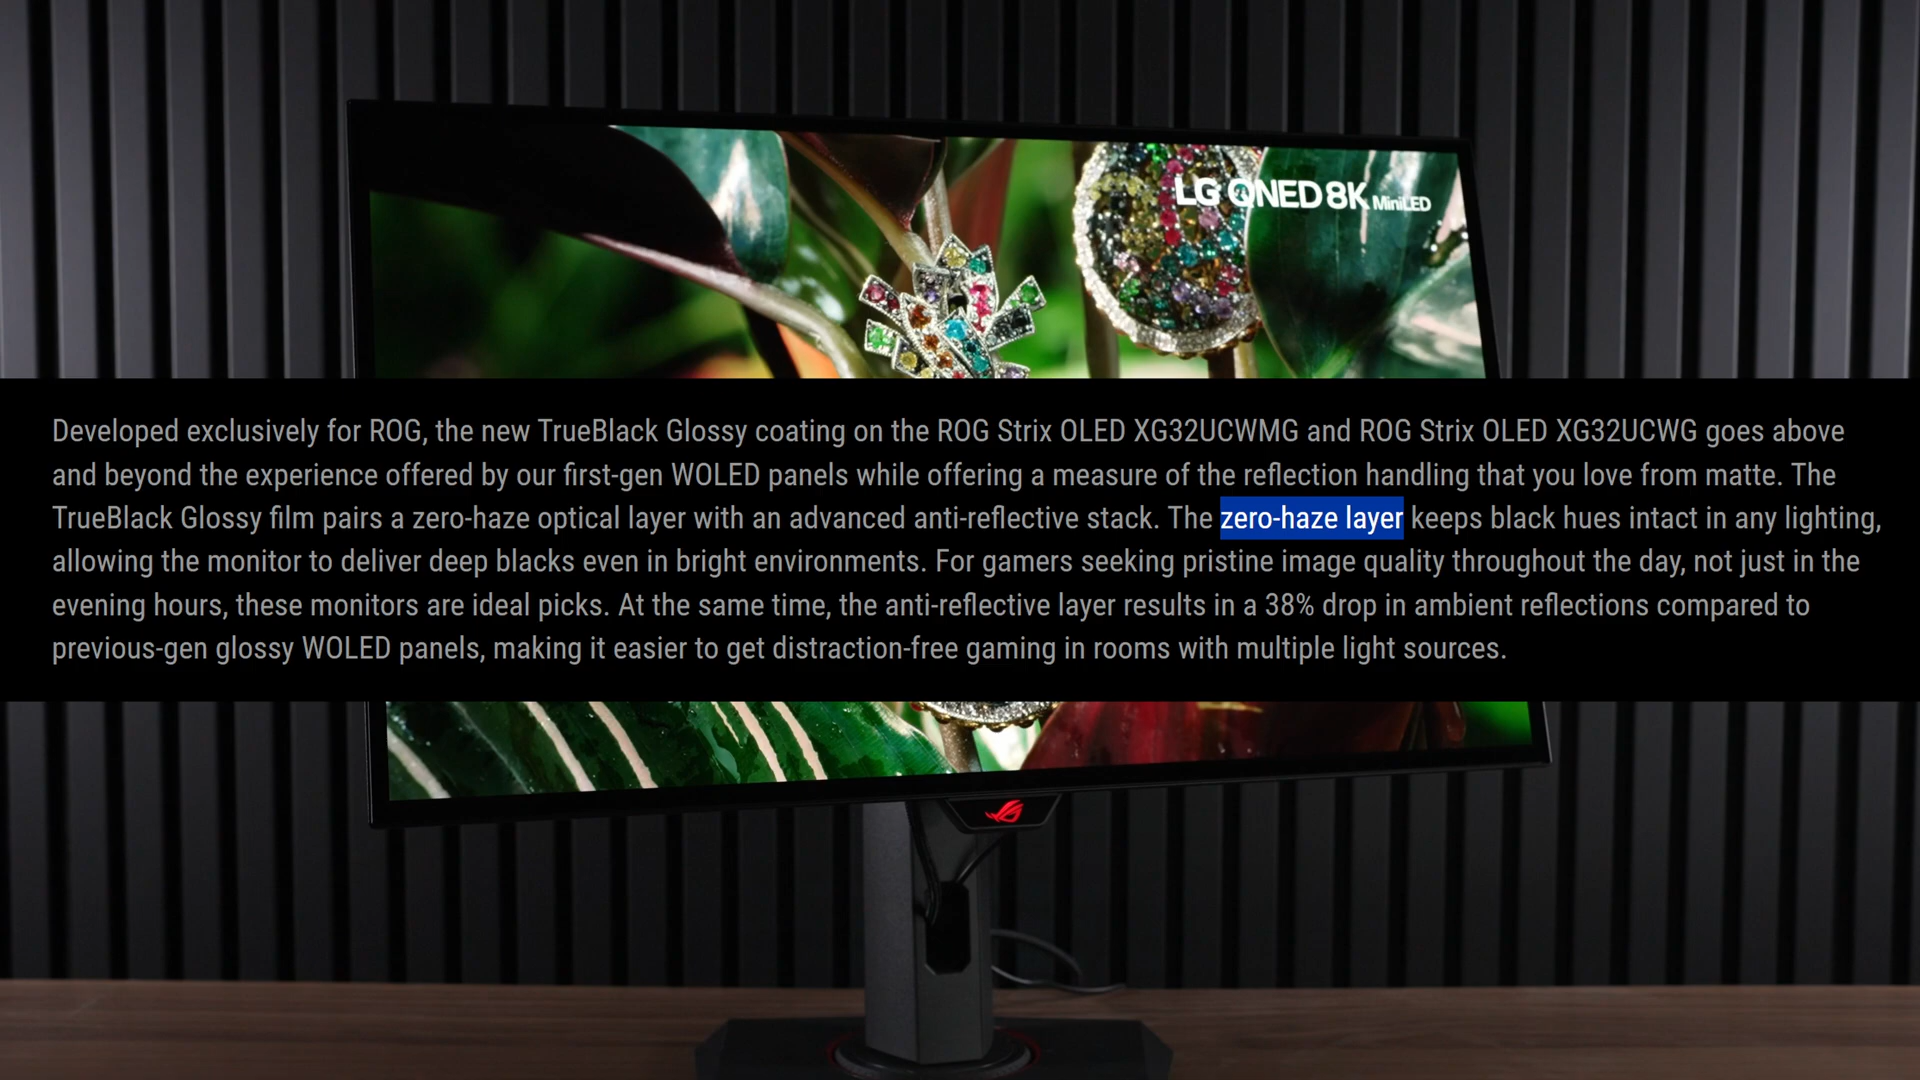 LG QNED 8K MiniLED
Developed exclusively for ROG, the new TrueBlack Glossy coating on the ROG Strix OLED XG32UCWMG and ROG Strix OLED XG32UCWG goes above
and beyond the experience offered by our first-gen WOLED panels while offering a measure of the reflection handling that you love from matte. The
TrueBlack Glossy film pairs a zero-haze optical layer with an advanced anti-reflective stack. The zero-haze layer keeps black hues intact in any lighting,
allowing the monitor to deliver deep blacks even in bright environments. For gamers seeking pristine image quality throughout the day, not just in the
evening hours, these monitors are ideal picks. At the same time, the anti-reflective layer results in a 38% drop in ambient reflections compared to
previous-gen glossy WOLED panels, making it easier to get distraction-free gaming in rooms with multiple light sources.